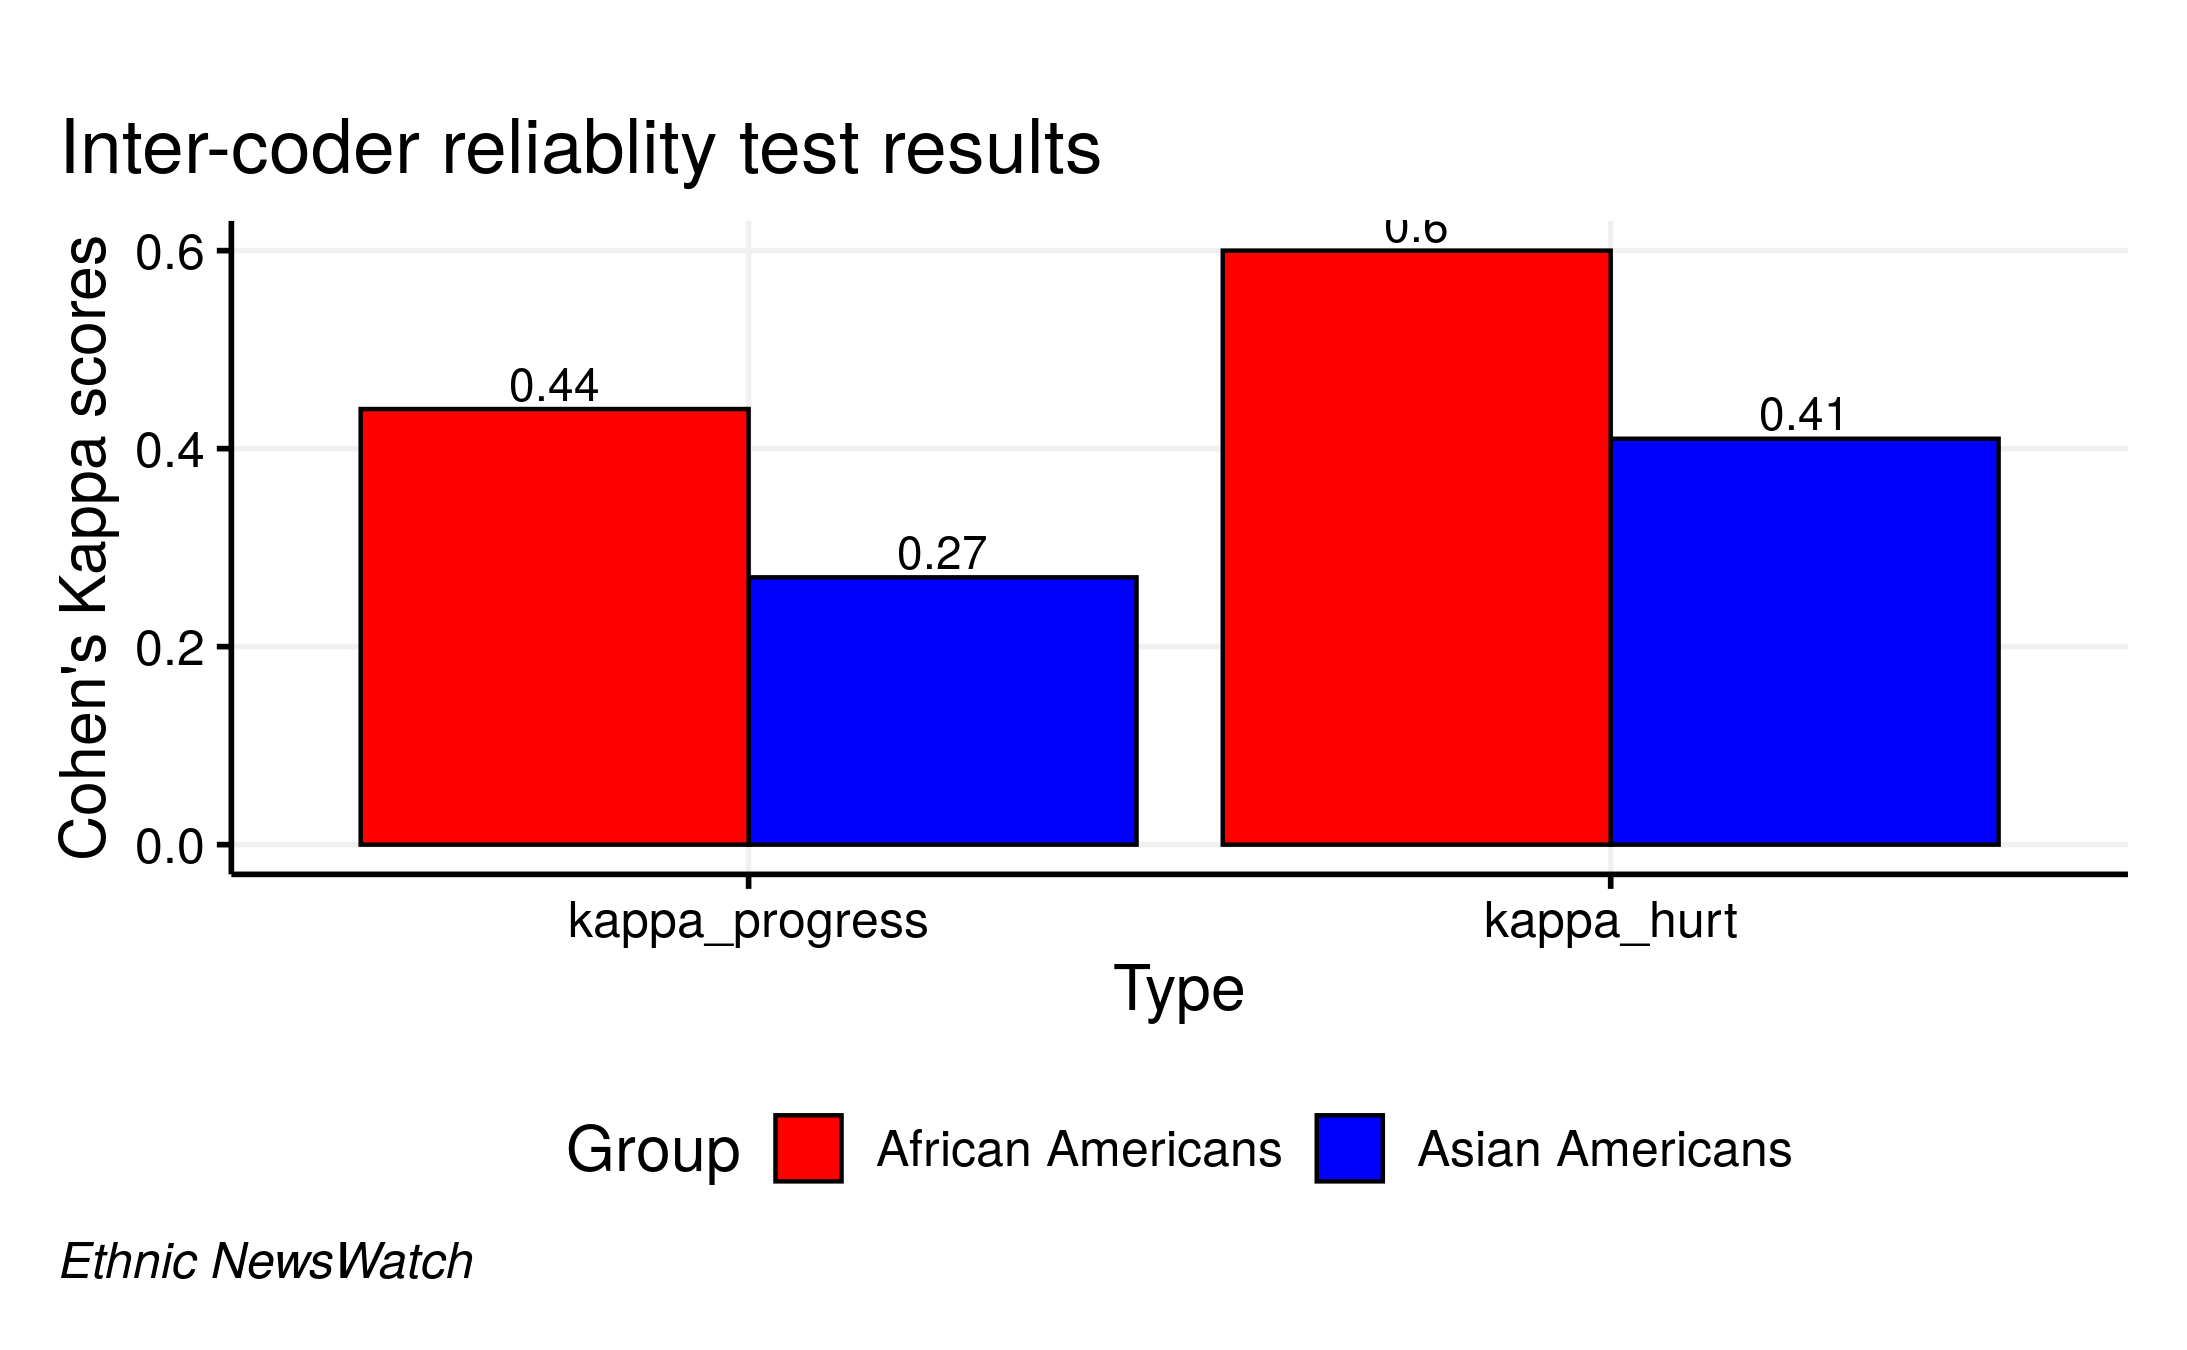 Inter-coder reliablity test results
Cohen's Kappa scores
0.6
0.4
0.2
0.0
0.44
0.27
0.6
0.41
kappa_progress
kappa_hurt
Type
Group
African Americans
Asian Americans
Ethnic NewsWatch